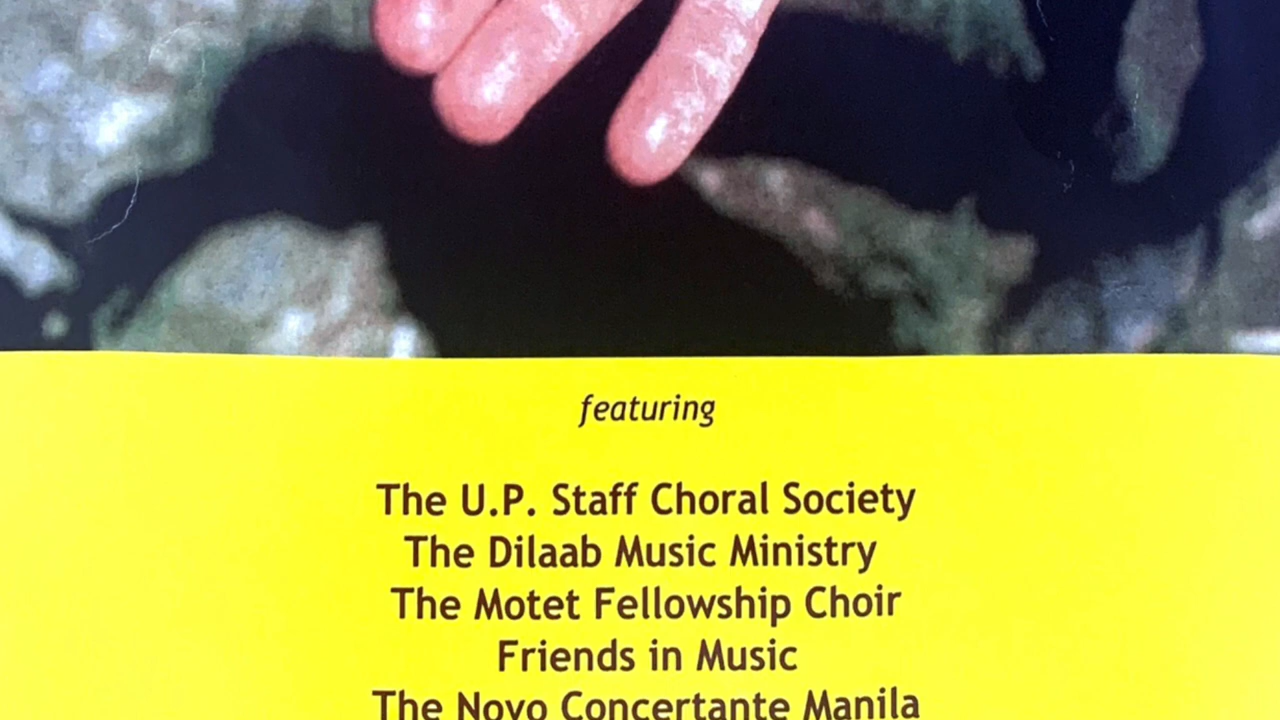 featuring
The U.P. Staff Choral Society
The Dilaab Music Ministry
The Motet Fellowship Choir
Friends in Music
The Novo Concertante Manila